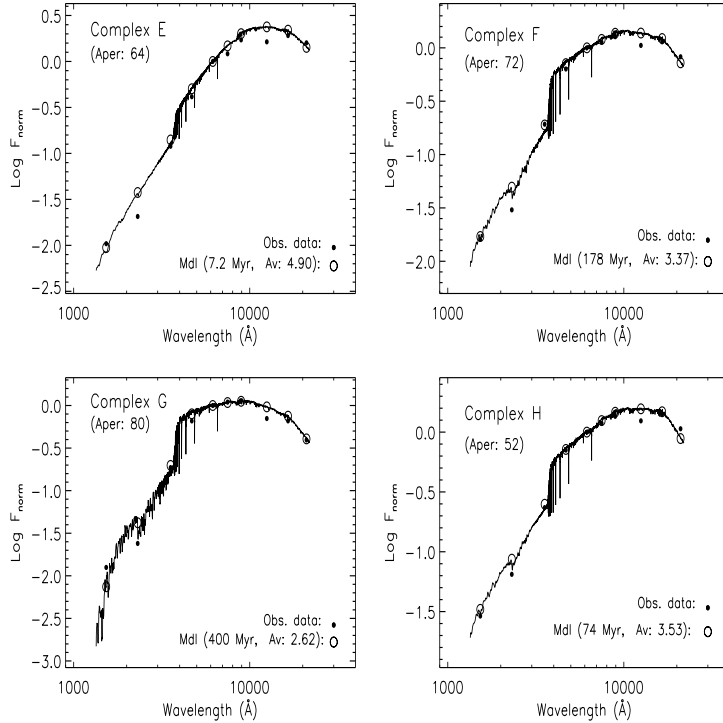 Complex E
(Aper: 64)
Obs. data:
Mdl (7.2 Myr, Av: 4.90):
Log Fnorm
0.5
0.0
−0.5
−1.0
−1.5
−2.0
−2.5
1000
10000
Wavelength (Å)
Complex F
(Aper: 72)
Obs. data:
Mdl (178 Myr, Av: 3.37):
Log Fnorm
0.0
−0.5
−1.0
−1.5
−2.0
1000
10000
Wavelength (Å)
Complex G
(Aper: 80)
Obs. data:
Mdl (400 Myr, Av: 2.62):
Log Fnorm
0.0
−0.5
−1.0
−1.5
−2.0
−2.5
−3.0
1000
10000
Wavelength (Å)
Complex H
(Aper: 52)
Obs. data:
Mdl (74 Myr, Av: 3.53):
Log Fnorm
0.0
−0.5
−1.0
−1.5
1000
10000
Wavelength (Å)